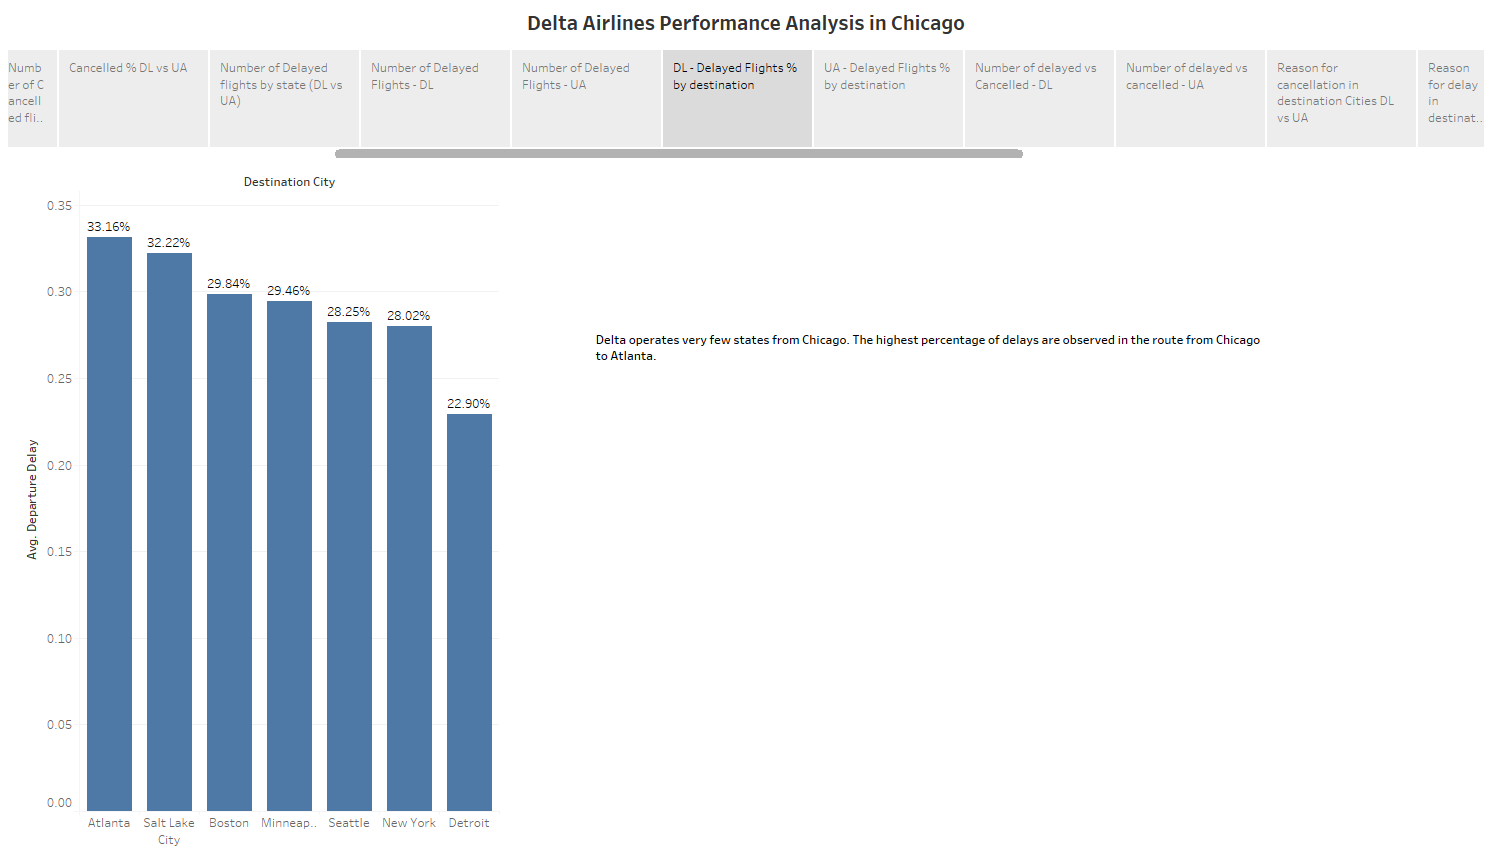 Delta Airlines Performance Analysis in Chicago
Numb
er of C
ancell
ed fli..
Cancelled % DL vs UA
Number of Delayed
flights by state (DL vs
UA)
Number of Delayed
Flights - DL
Number of Delayed
Flights - UA
DL - Delayed Flights %
by destination
UA - Delayed Flights %
by destination
Number of delayed vs
Cancelled - DL
Number of delayed vs
cancelled - UA
Reason for
cancellation in
destination Cities DL
vs UA
Reason
for delay
in
destinat..
Destination City
0.35
0.30
0.25
0.20
0.15
0.10
0.05
0.00
Avg. Departure Delay
33.16%
32.22%
29.84%
29.46%
28.25%
28.02%
22.90%
Atlanta
Salt Lake
City
Boston
Minneap..
Seattle
New York
Detroit
Delta operates very few states from Chicago. The highest percentage of delays are observed in the route from Chicago
to Atlanta.